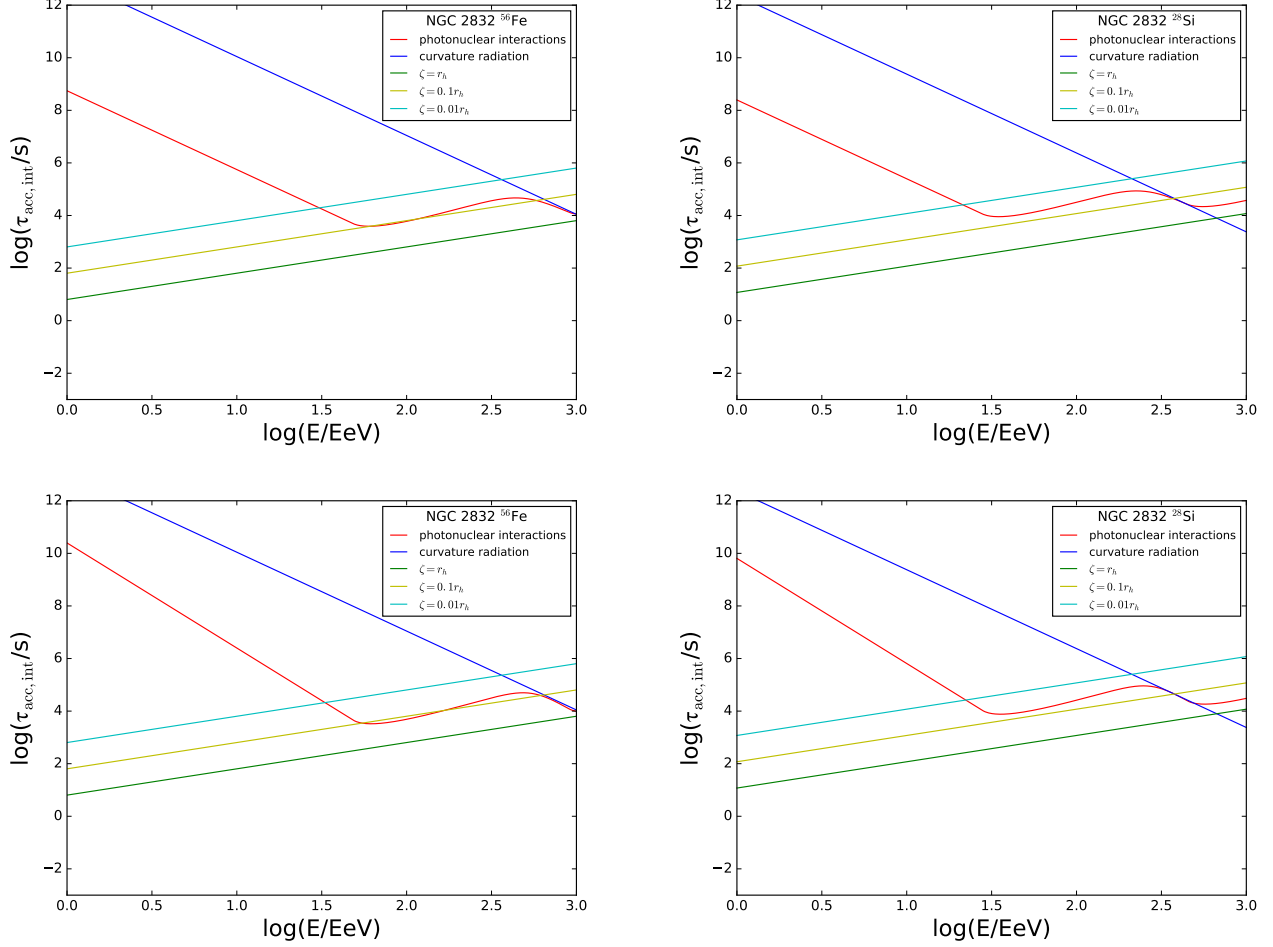 NGC 2832 ⁵⁶Fe
photonuclear interactions
curvature radiation
ζ = r_h
ζ = 0.1r_h
ζ = 0.01r_h
12
10
8
6
4
2
0
−2
log(τ_acc,int/s)
0.0 0.5 1.0 1.5 2.0 2.5 3.0
log(E/EeV)
NGC 2832 ²⁸Si
photonuclear interactions
curvature radiation
ζ = r_h
ζ = 0.1r_h
ζ = 0.01r_h
12
10
8
6
4
2
0
−2
log(τ_acc,int/s)
0.0 0.5 1.0 1.5 2.0 2.5 3.0
log(E/EeV)
NGC 2832 ⁵⁶Fe
photonuclear interactions
curvature radiation
ζ = r_h
ζ = 0.1r_h
ζ = 0.01r_h
12
10
8
6
4
2
0
−2
log(τ_acc,int/s)
0.0 0.5 1.0 1.5 2.0 2.5 3.0
log(E/EeV)
NGC 2832 ²⁸Si
photonuclear interactions
curvature radiation
ζ = r_h
ζ = 0.1r_h
ζ = 0.01r_h
12
10
8
6
4
2
0
−2
log(τ_acc,int/s)
0.0 0.5 1.0 1.5 2.0 2.5 3.0
log(E/EeV)